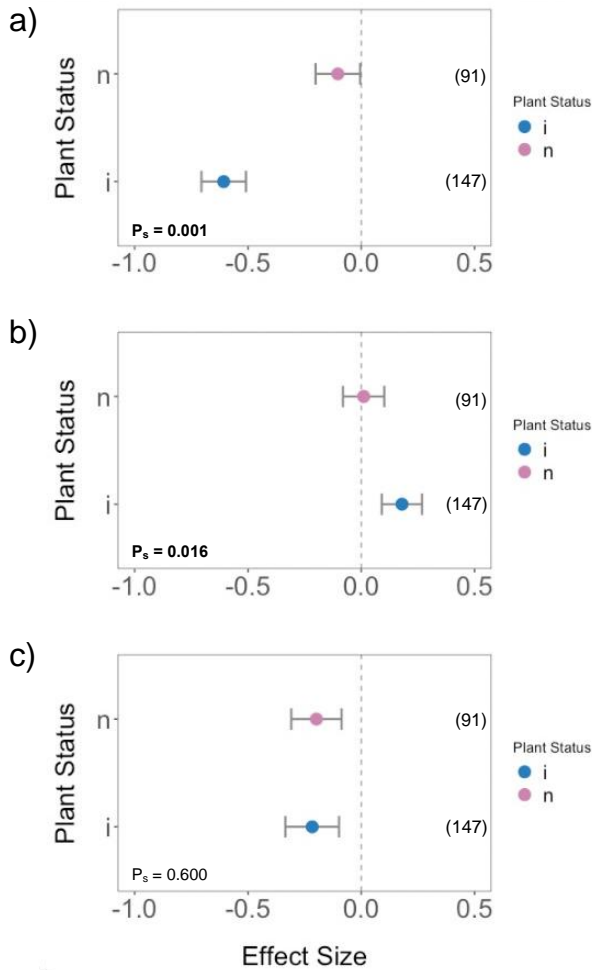 a)
Plant Status
n
(91)
i
(147)
Pₛ = 0.001
-1.0 -0.5 0.0 0.5
Plant Status
i
n
b)
Plant Status
n
(91)
i
(147)
Pₛ = 0.016
-1.0 -0.5 0.0 0.5
Plant Status
i
n
c)
Plant Status
n
(91)
i
(147)
Pₛ = 0.600
-1.0 -0.5 0.0 0.5
Plant Status
i
n
Effect Size